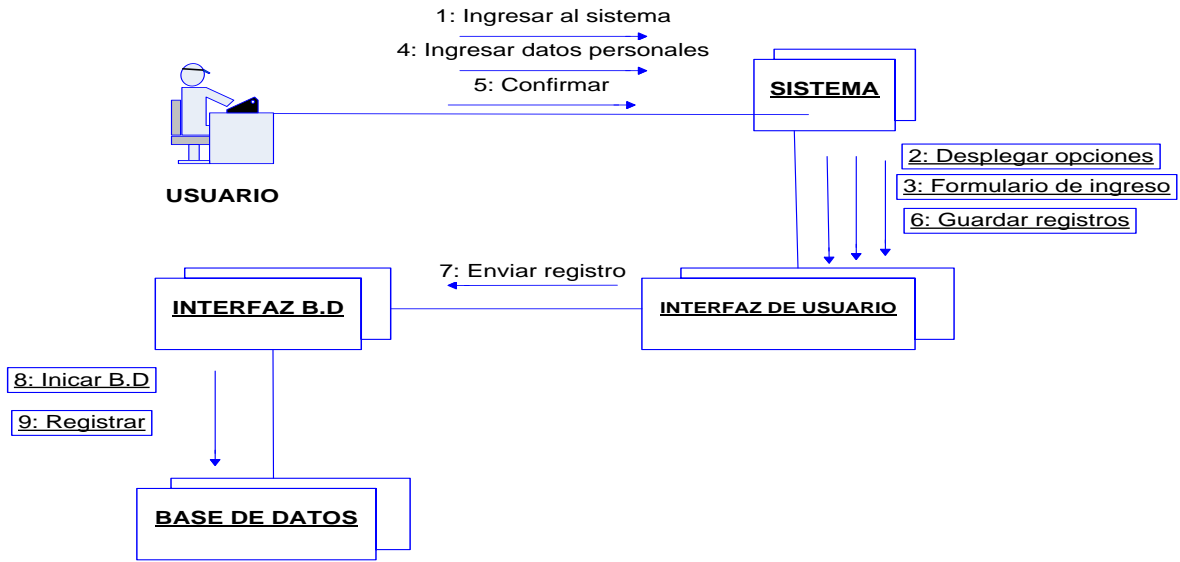 1: Ingresar al sistema
4: Ingresar datos personales
5: Confirmar
SISTEMA
USUARIO
2: Desplegar opciones
3: Formulario de ingreso
6: Guardar registros
7: Enviar registro
INTERFAZ B.D
INTERFAZ DE USUARIO
8: Inicar B.D
9: Registrar
BASE DE DATOS